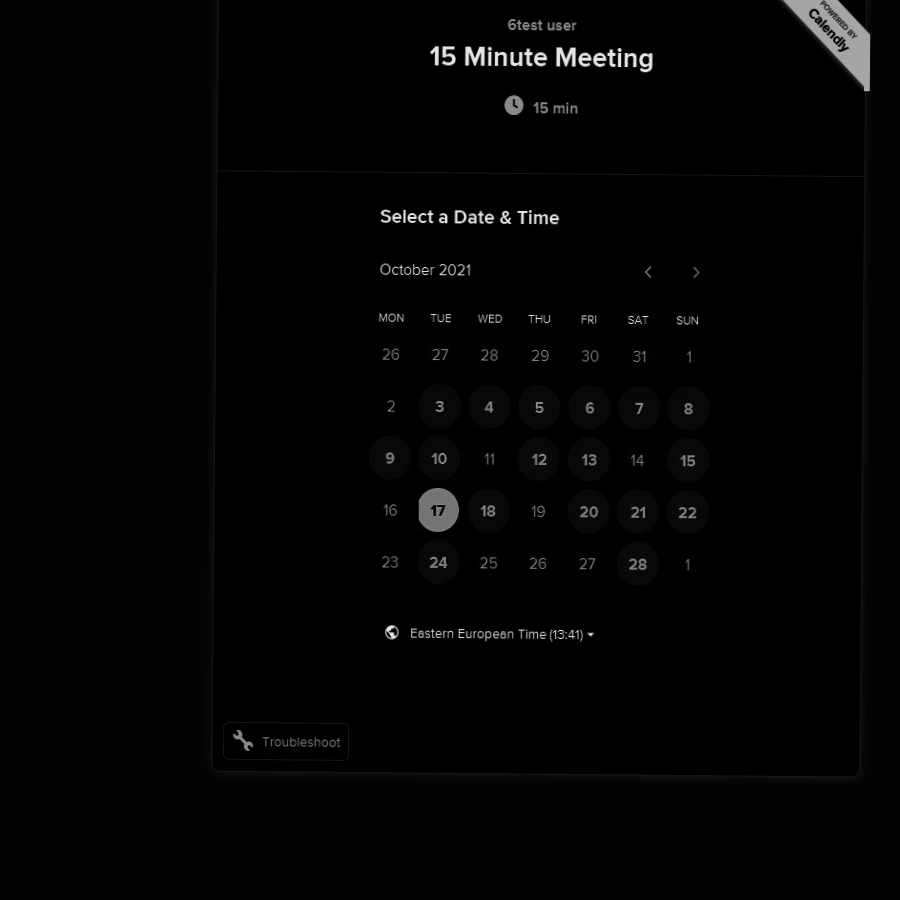 POWERED BY
Calendly
6test user
15 Minute Meeting
15 min
Select a Date & Time
October 2021
MON TUE WED THU FRI SAT SUN
26 27 28 29 30 31 1
2 3 4 5 6 7 8
9 10 11 12 13 14 15
16 17 18 19 20 21 22
23 24 25 26 27 28 1
Eastern European Time (13:41)
Troubleshoot